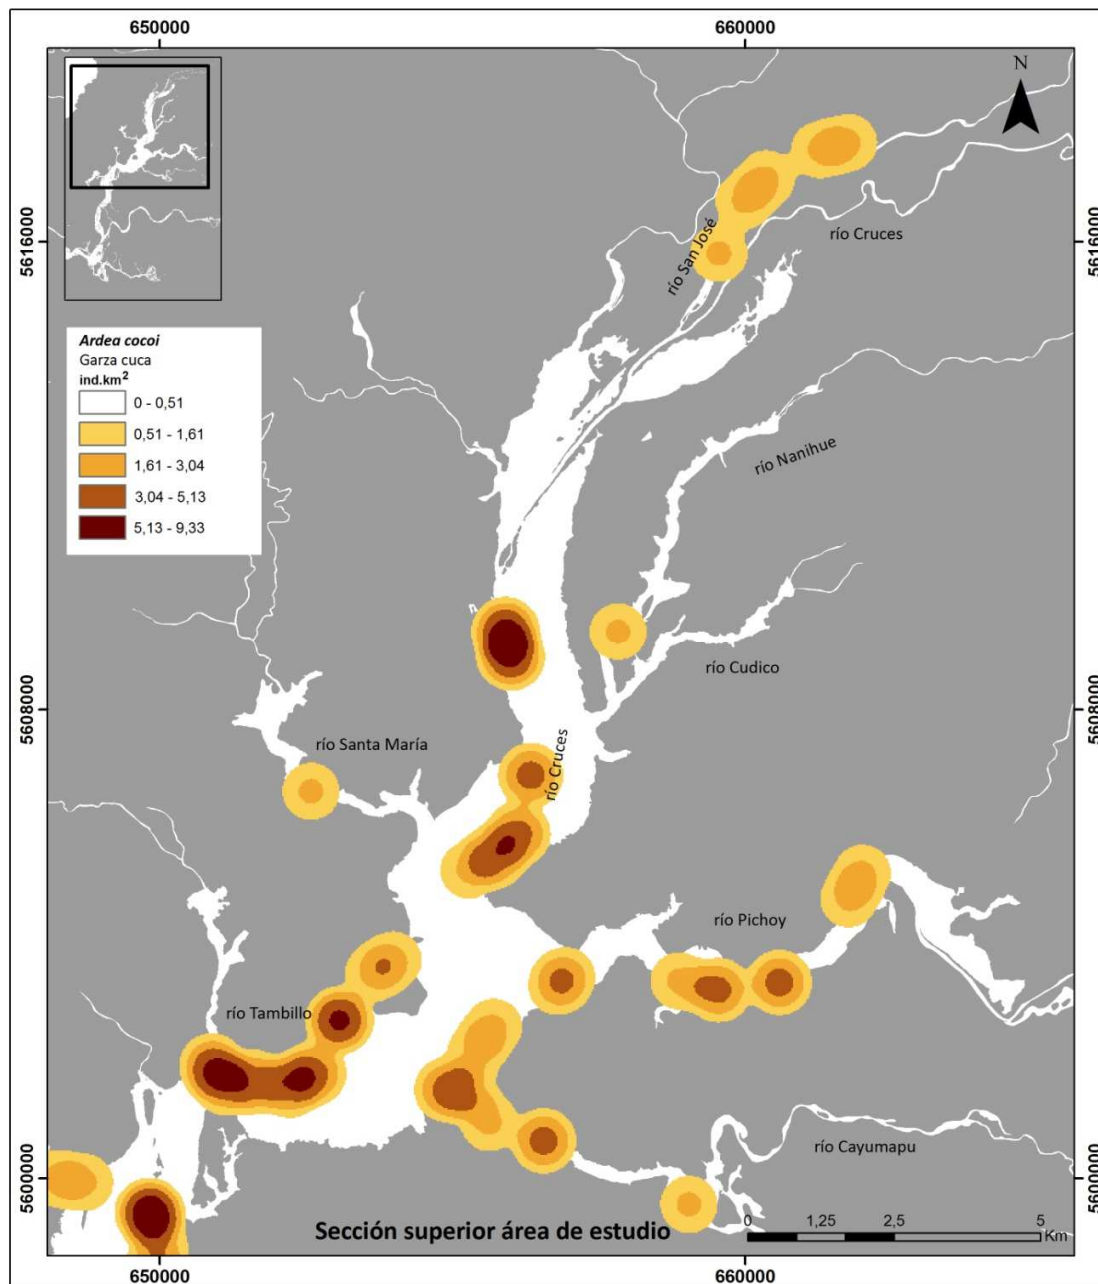 650000
660000
N
5616000
5616000
río San José
río Cruces
Ardea cocoi
Garza cuca
ind.km2
0 - 0,51
0,51 - 1,61
1,61 - 3,04
3,04 - 5,13
5,13 - 9,33
río Nanihue
río Cudico
5608000
5608000
río Santa María
río Cruces
río Pichoy
río Tambillo
río Cayumapu
5600000
5600000
Sección superior área de estudio
0
1,25
2,5
5
Km
650000
660000